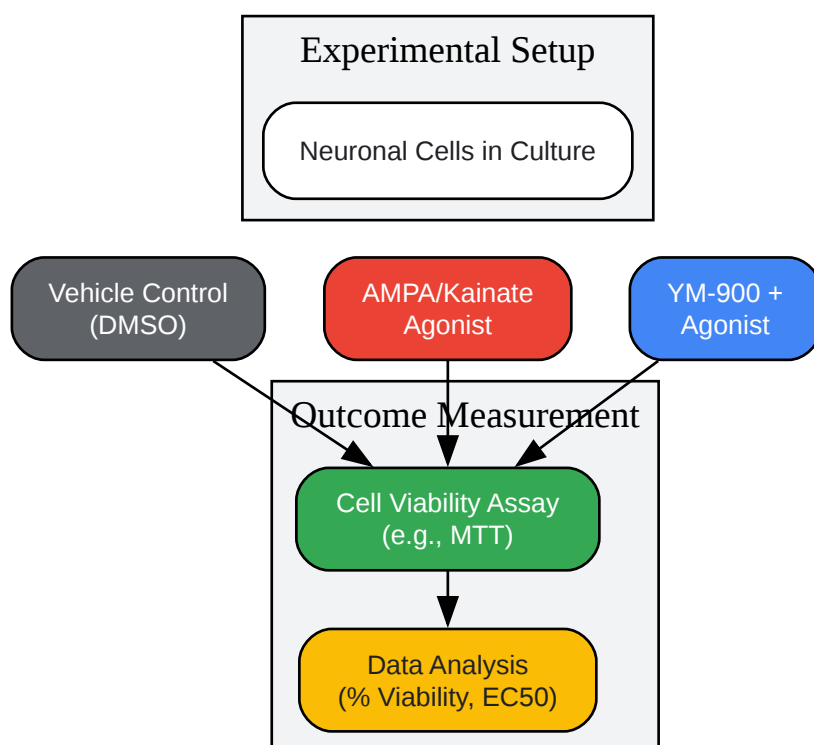 Experimental Setup
Neuronal Cells in Culture
Vehicle Control
(DMSO)
AMPA/Kainate
Agonist
YM-900 +
Agonist
Outcome Measurement
Cell Viability Assay
(e.g., MTT)
Data Analysis
(% Viability, EC50)